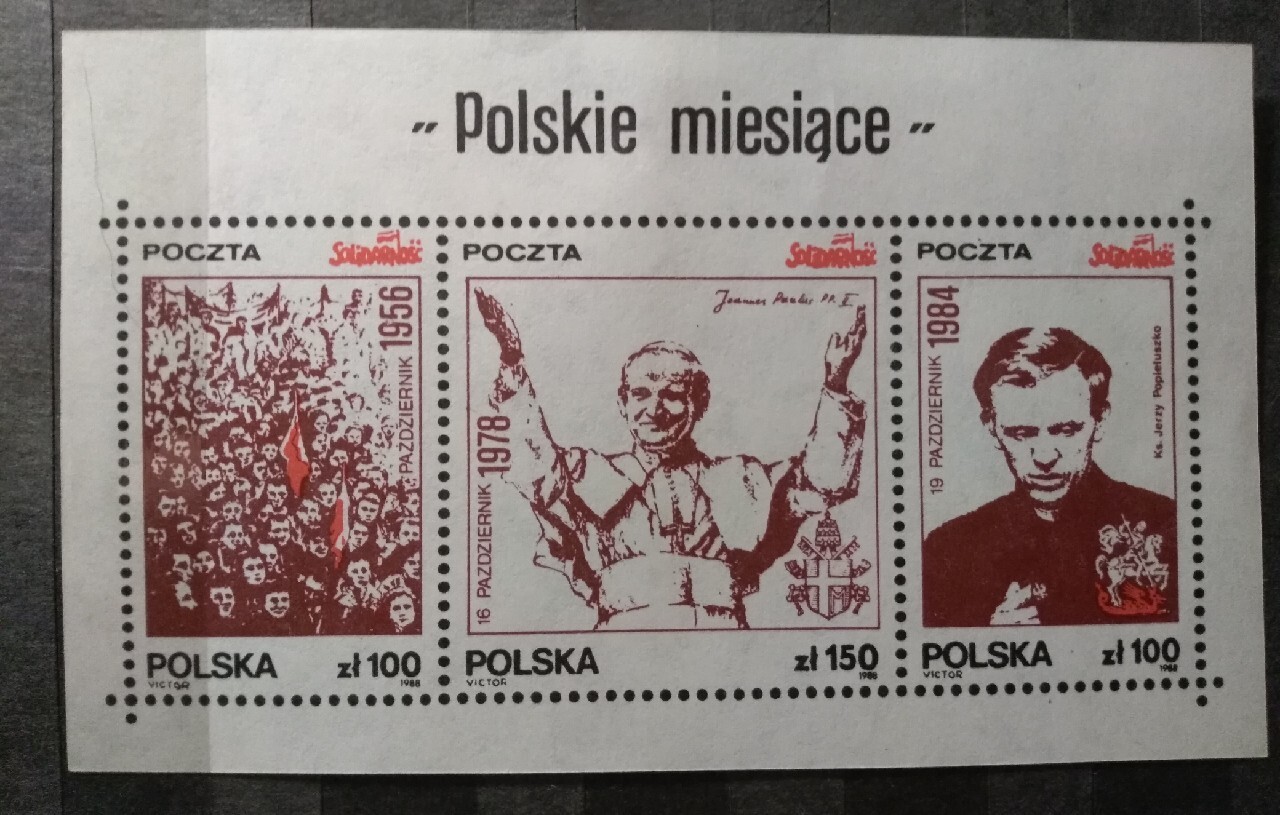 „ Polskie miesiące „
POCZTA SOLIDARNOŚĆ
PAŹDZIERNIK 1956
POLSKA zł 100
VICTOR 1988
POCZTA SOLIDARNOŚĆ
Joannes Paulus PP. II
16 PAŹDZIERNIK 1978
POLSKA zł 150
VICTOR 1988
POCZTA SOLIDARNOŚĆ
19 PAŹDZIERNIK 1984
Ks. Jerzy Popiełuszko
POLSKA zł 100
VICTOR 1988